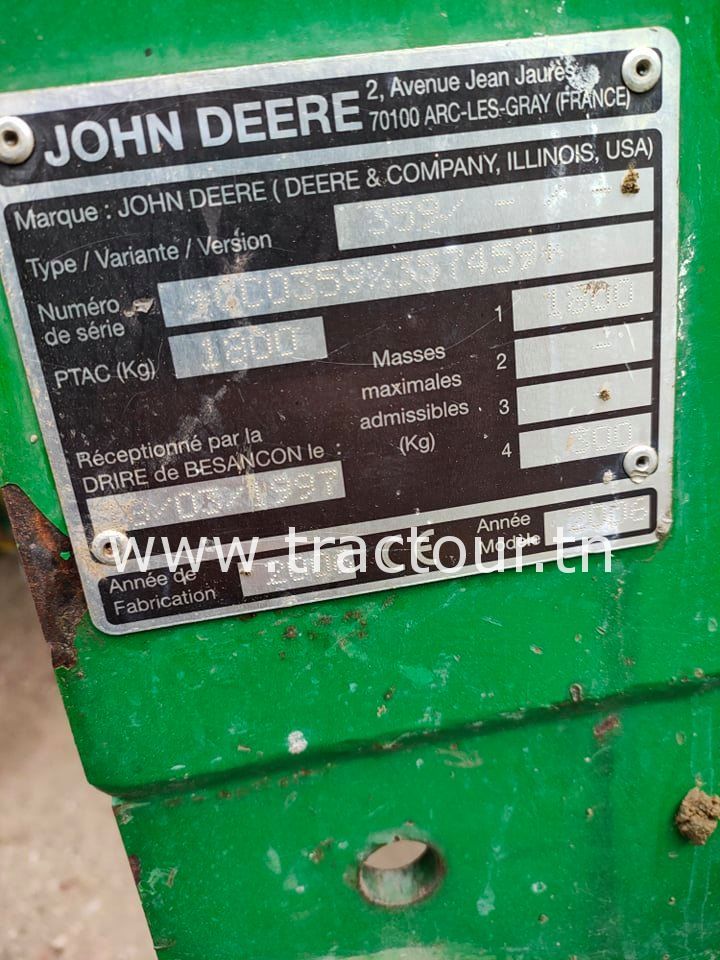 JOHN DEERE
2, Avenue Jean Jaurès
70100 ARC-LES-GRAY (FRANCE)
Marque : JOHN DEERE ( DEERE & COMPANY, ILLINOIS, USA)
Type / Variante / Version 359/ - + -
Numéro de série
PTAC (Kg) 1800
Masses maximales admissibles (Kg)
1 1800
2 -
3
4 300
Réceptionné par la
DRIRE de BESANCON le :
/03/1997
Année de Fabrication
Année Modèle 2006
www.tractour.tn